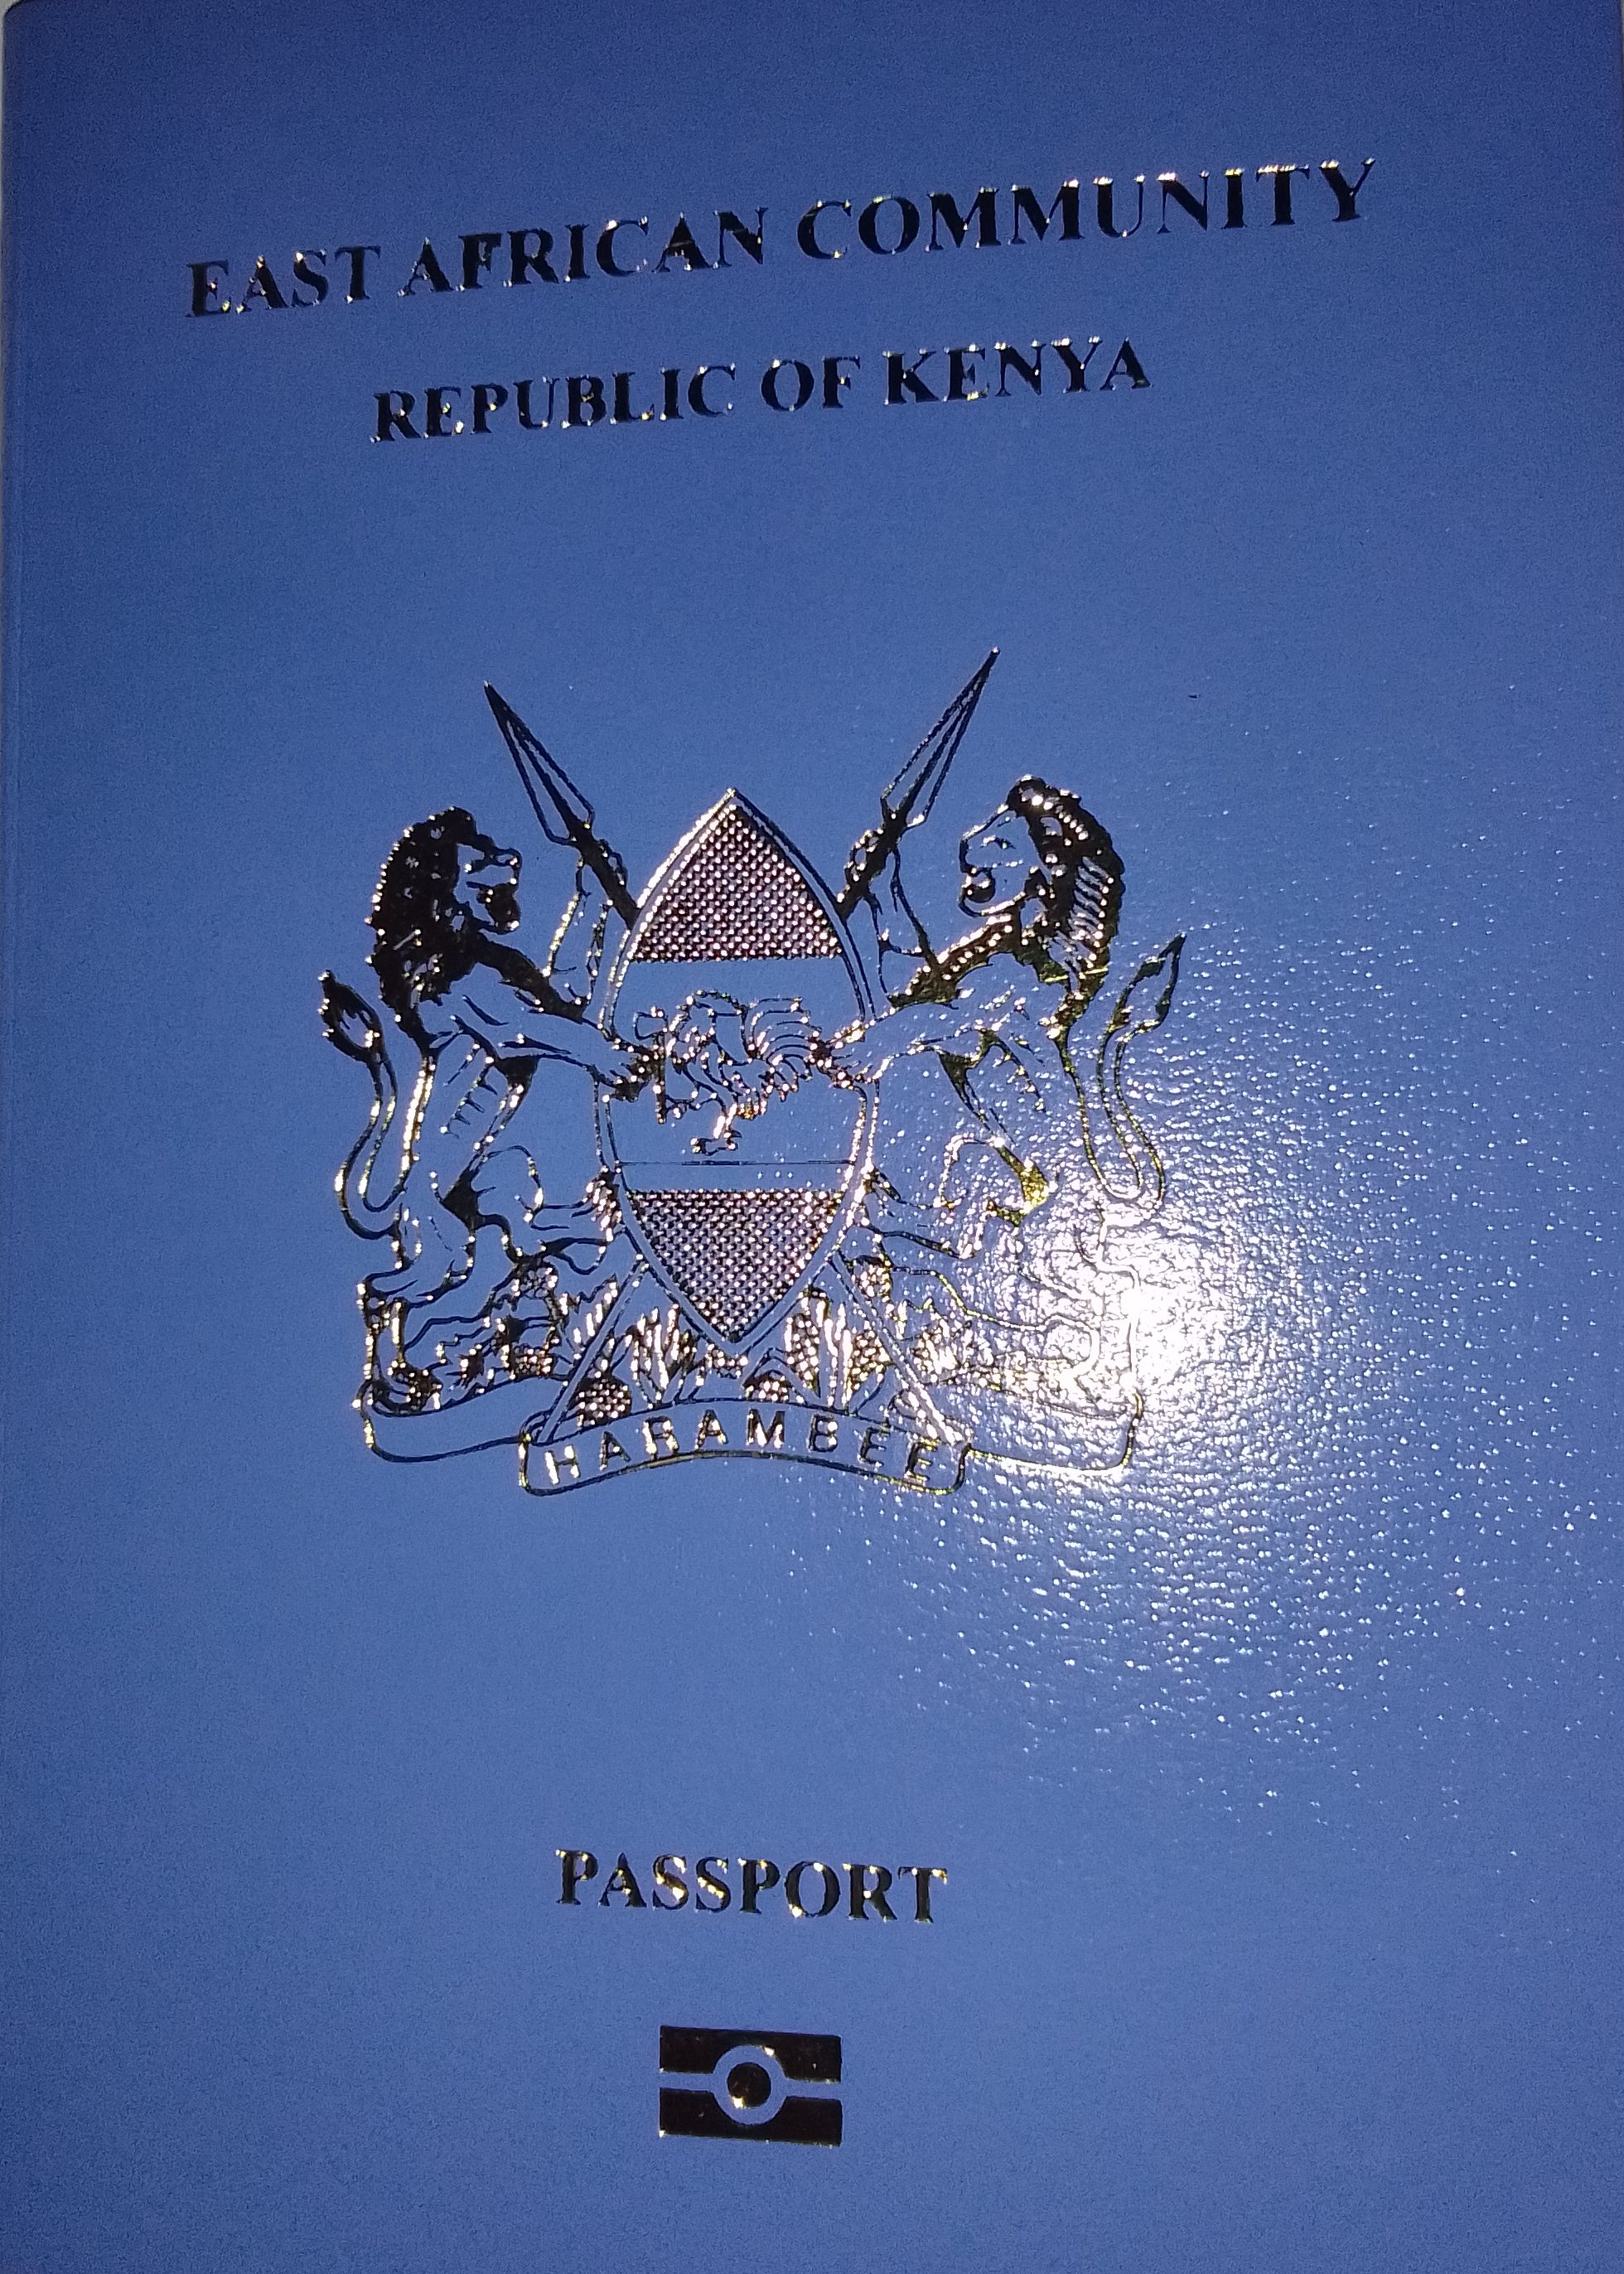 EAST AFRICAN COMMUNITY
REPUBLIC OF KENYA
HARAMBEE
PASSPORT